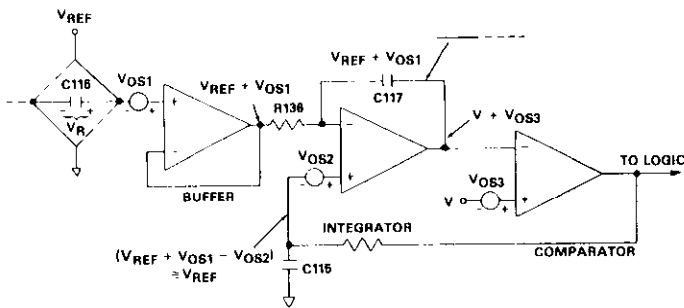 VREF
C116
VR
VOS1
VREF + VOS1
R136
BUFFER
VREF + VOS1
C117
V + VOS3
VOS2
INTEGRATOR
(VREF + VOS1 − VOS2)
≅ VREF
C115
V
VOS3
TO LOGIC
COMPARATOR